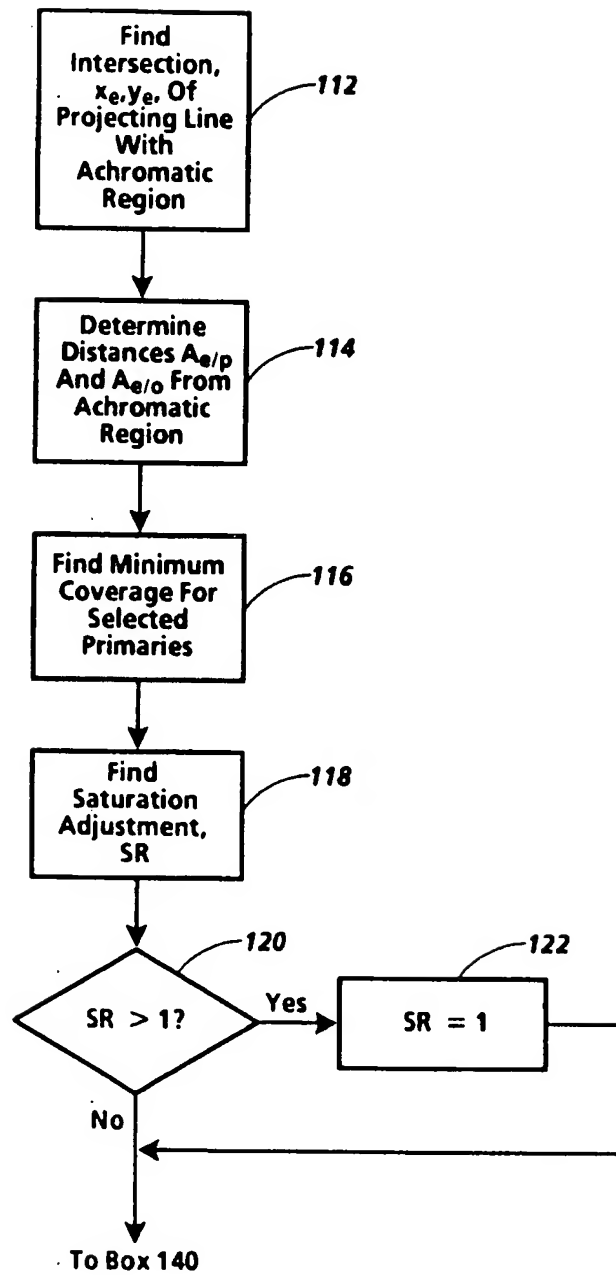 Find
Intersection,
xe,ye, Of
Projecting Line
With
Achromatic
Region
112
Determine
Distances Ae/p
And Ae/o From
Achromatic
Region
114
Find Minimum
Coverage For
Selected
Primaries
116
Find
Saturation
Adjustment,
SR
118
SR > 1?
120
Yes
SR = 1
122
No
To Box 140